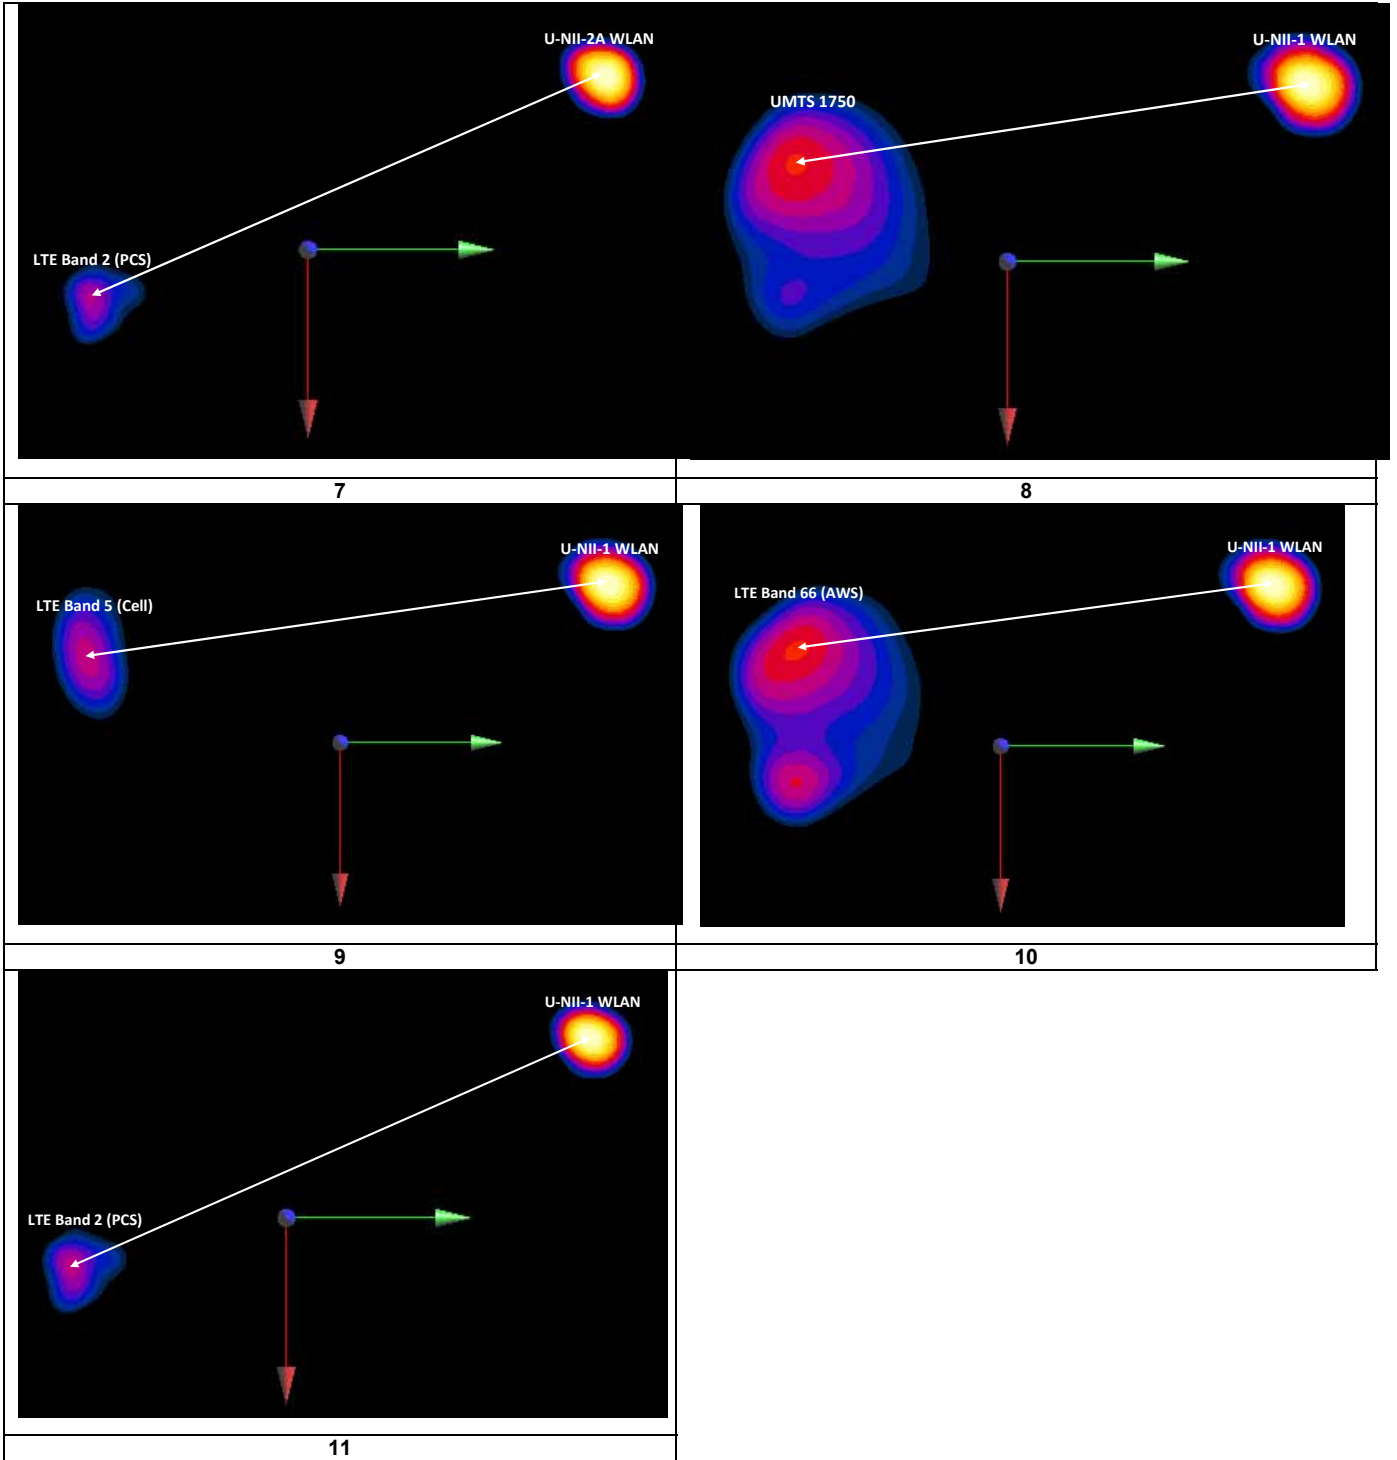 U-NII-2A WLAN
LTE Band 2 (PCS)
U-NII-1 WLAN
UMTS 1750
7
8
U-NII-1 WLAN
LTE Band 5 (Cell)
U-NII-1 WLAN
LTE Band 66 (AWS)
9
10
U-NII-1 WLAN
LTE Band 2 (PCS)
11